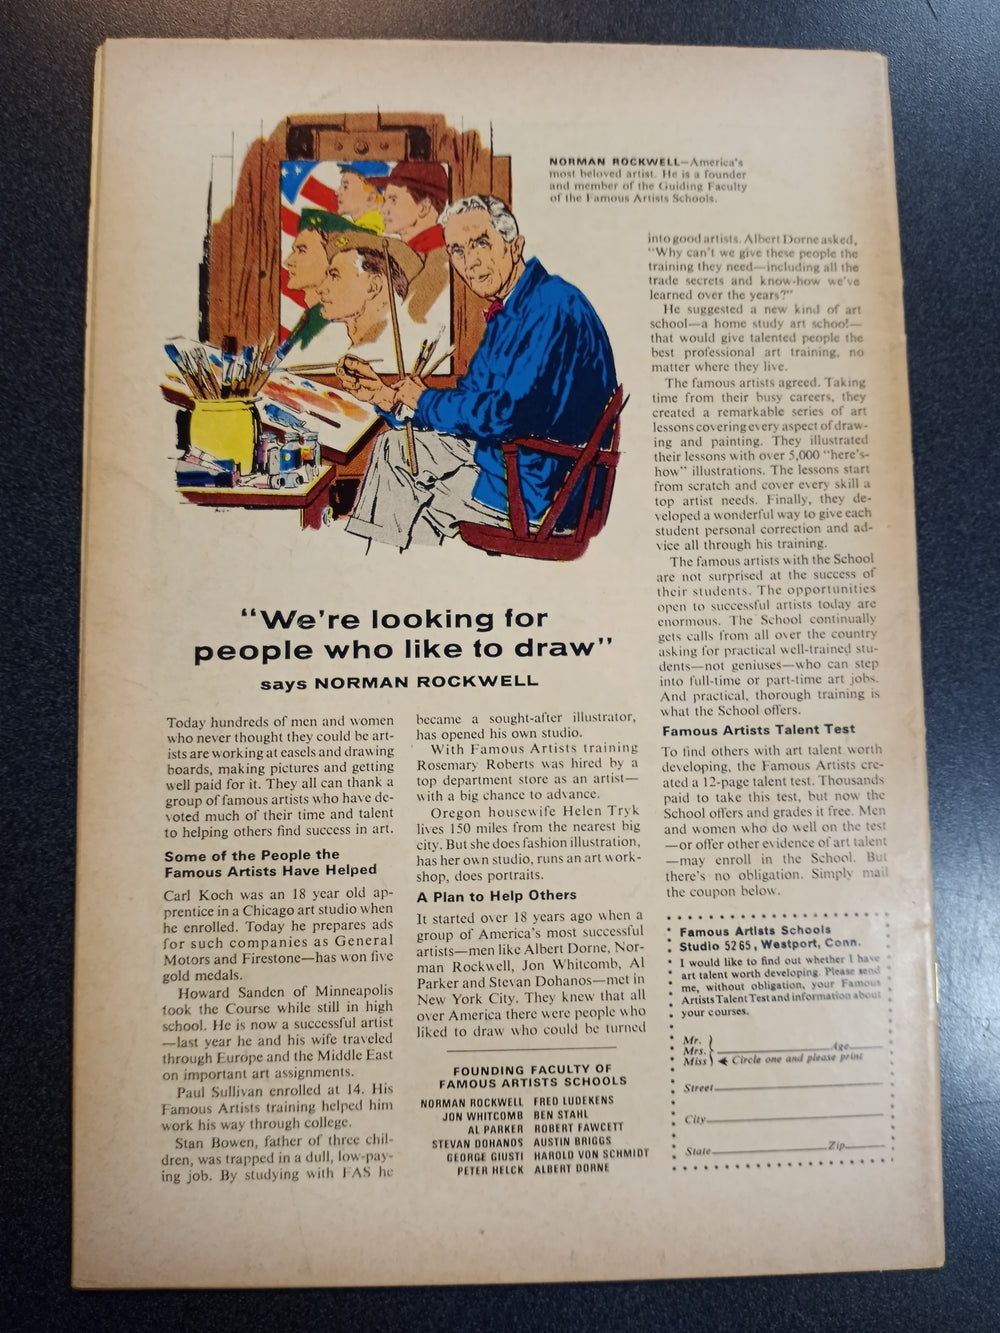 NORMAN ROCKWELL—America's
most beloved artist. He is a founder
and member of the Guiding Faculty
of the Famous Artists Schools.
"We're looking for
people who like to draw"
says NORMAN ROCKWELL
Today hundreds of men and women
who never thought they could be art-
ists are working at easels and drawing
boards, making pictures and getting
well paid for it. They all can thank a
group of famous artists who have de-
voted much of their time and talent
to helping others find success in art.
Some of the People the
Famous Artists Have Helped
Carl Koch was an 18 year old ap-
prentice in a Chicago art studio when
he enrolled. Today he prepares ads
for such companies as General
Motors and Firestone—has won five
gold medals.
Howard Sanden of Minneapolis
took the Course while still in high
school. He is now a successful artist
—last year he and his wife traveled
through Europe and the Middle East
on important art assignments.
Paul Sullivan enrolled at 14. His
Famous Artists training helped him
work his way through college.
Stan Bowen, father of three chil-
dren, was trapped in a dull, low-pay-
ing job. By studying with FAS he
became a sought-after illustrator,
has opened his own studio.
With Famous Artists training
Rosemary Roberts was hired by a
top department store as an artist—
with a big chance to advance.
Oregon housewife Helen Tryk
lives 150 miles from the nearest big
city. But she does fashion illustration,
has her own studio, runs an art work-
shop, does portraits.
A Plan to Help Others
It started over 18 years ago when a
group of America's most successful
artists—men like Albert Dorne, Nor-
man Rockwell, Jon Whitcomb, Al
Parker and Stevan Dohanos—met in
New York City. They knew that all
over America there were people who
liked to draw who could be turned
into good artists. Albert Dorne asked,
"Why can't we give these people the
training they need—including all the
trade secrets and know-how we've
learned over the years?"
He suggested a new kind of art
school—a home study art school—
that would give talented people the
best professional art training, no
matter where they live.
The famous artists agreed. Taking
time from their busy careers, they
created a remarkable series of art
lessons covering every aspect of draw-
ing and painting. They illustrated
their lessons with over 5,000 "here's-
how" illustrations. The lessons start
from scratch and cover every skill a
top artist needs. Finally, they de-
veloped a wonderful way to give each
student personal correction and ad-
vice all through his training.
The famous artists with the School
are not surprised at the success of
their students. The opportunities
open to successful artists today are
enormous. The School continually
gets calls from all over the country
asking for practical well-trained stu-
dents—not geniuses—who can step
into full-time or part-time art jobs.
And practical, thorough training is
what the School offers.
Famous Artists Talent Test
To find others with art talent worth
developing, the Famous Artists cre-
ated a 12-page talent test. Thousands
paid to take this test, but now the
School offers and grades it free. Men
and women who do well on the test
—or offer other evidence of art talent
—may enroll in the School. But
there's no obligation. Simply mail
the coupon below.
FOUNDING FACULTY OF
FAMOUS ARTISTS SCHOOLS
NORMAN ROCKWELL FRED LUDEKENS
JON WHITCOMB BEN STAHL
AL PARKER ROBERT FAWCETT
STEVAN DOHANOS AUSTIN BRIGGS
GEORGE GIUSTI HAROLD VON SCHMIDT
PETER HELCK ALBERT DORNE
Famous Artists Schools
Studio 5265, Westport, Conn.
I would like to find out whether I have
art talent worth developing. Please send
me, without obligation, your Famous
Artists Talent Test and information about
your courses.
Mr.
Mrs. Age
Miss Circle one and please print
Street
City
State Zip